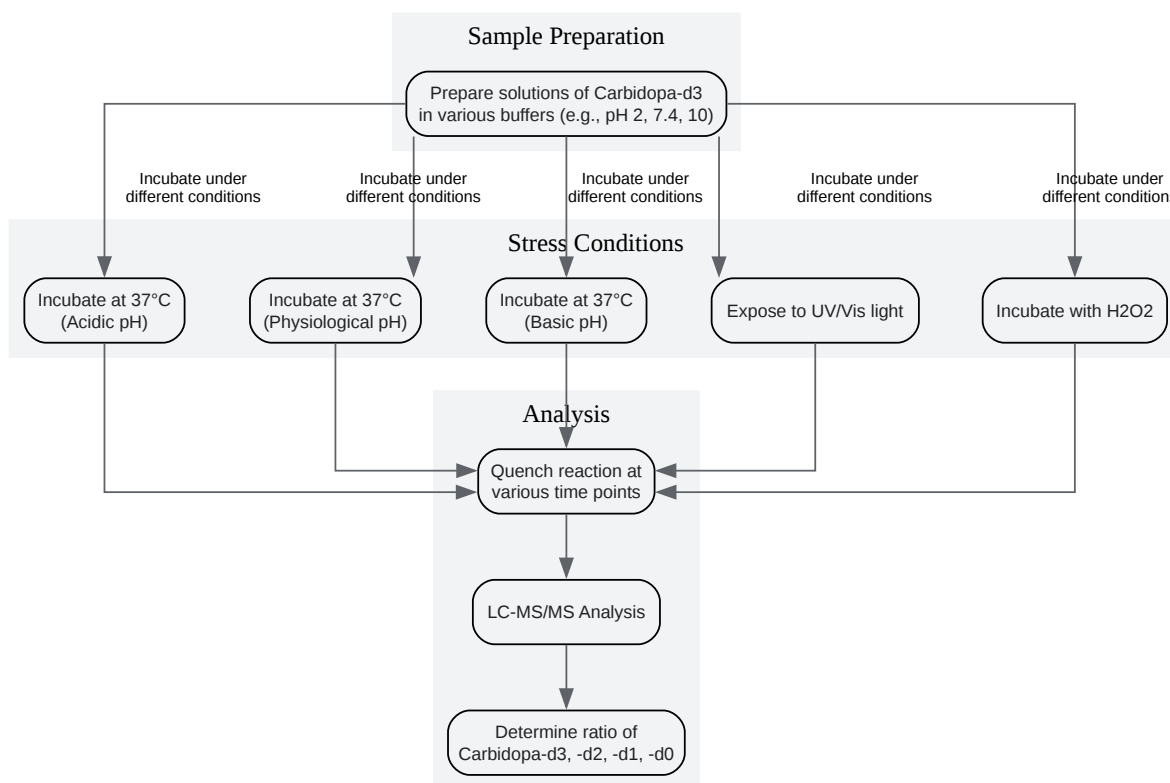 Sample Preparation
Prepare solutions of Carbidopa-d3
in various buffers (e.g., pH 2, 7.4, 10)
Incubate under
different conditions
Incubate under
different conditions
Incubate under
different conditions
Incubate under
different conditions
Incubate under
different condition
Stress Conditions
Incubate at 37°C
(Acidic pH)
Incubate at 37°C
(Physiological pH)
Incubate at 37°C
(Basic pH)
Expose to UV/Vis light
Incubate with H2O2
Analysis
Quench reaction at
various time points
LC-MS/MS Analysis
Determine ratio of
Carbidopa-d3, -d2, -d1, -d0